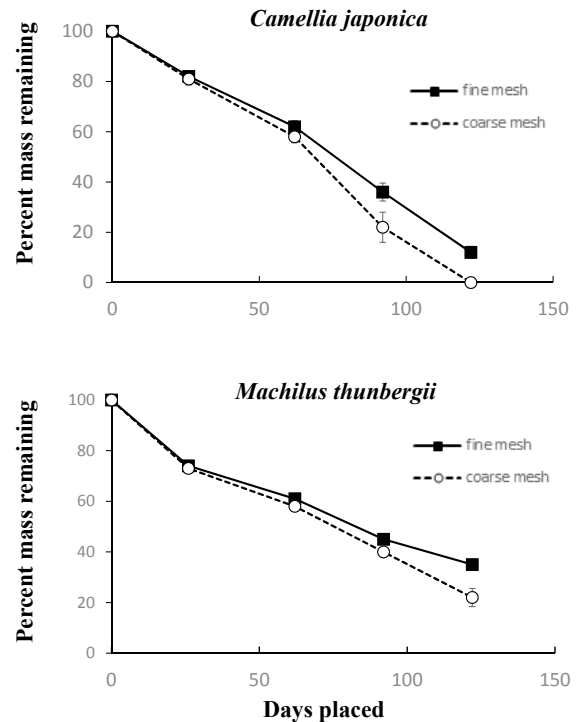 Camellia japonica
Percent mass remaining
100
80
60
40
20
0
fine mesh
coarse mesh
0 50 100 150
Machilus thunbergii
Percent mass remaining
100
80
60
40
20
0
fine mesh
coarse mesh
0 50 100 150
Days placed